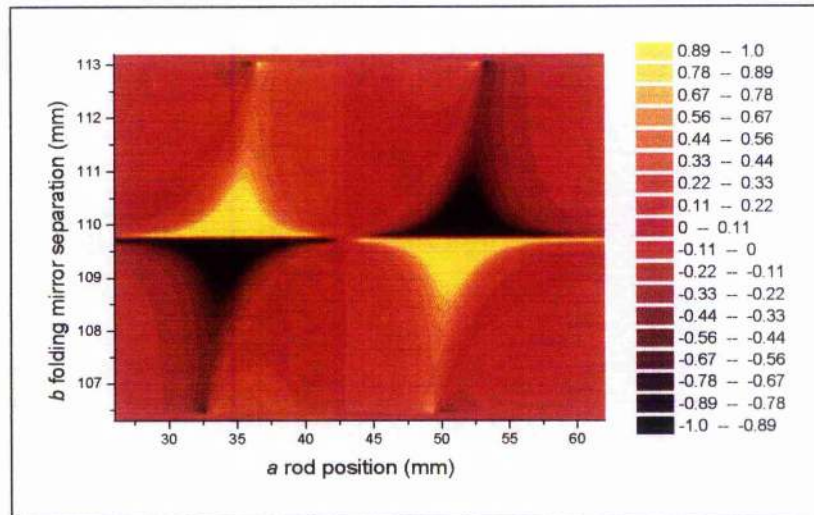 113
112
111
110
109
108
107
b folding mirror separation (mm)
30 35 40 45 50 55 60
a rod position (mm)
0.89 -- 1.0
0.78 -- 0.89
0.67 -- 0.78
0.56 -- 0.67
0.44 -- 0.56
0.33 -- 0.44
0.22 -- 0.33
0.11 -- 0.22
0 -- 0.11
-0.11 -- 0
-0.22 -- -0.11
-0.33 -- -0.22
-0.44 -- -0.33
-0.56 -- -0.44
-0.67 -- -0.56
-0.78 -- -0.67
-0.89 -- -0.78
-1.0 -- -0.89